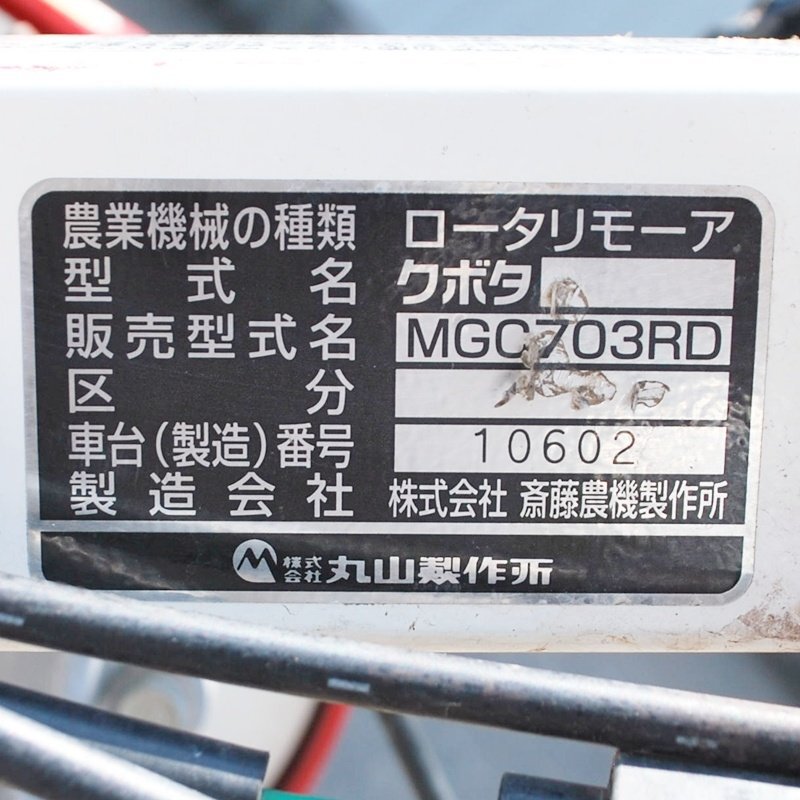 農業機械の種類 ロータリモーア
型式名 クボタ
販売型式名 MGC703RD
区分
車台(製造)番号 10602
製造会社 株式会社 斎藤農機製作所
株式会社 丸山製作所